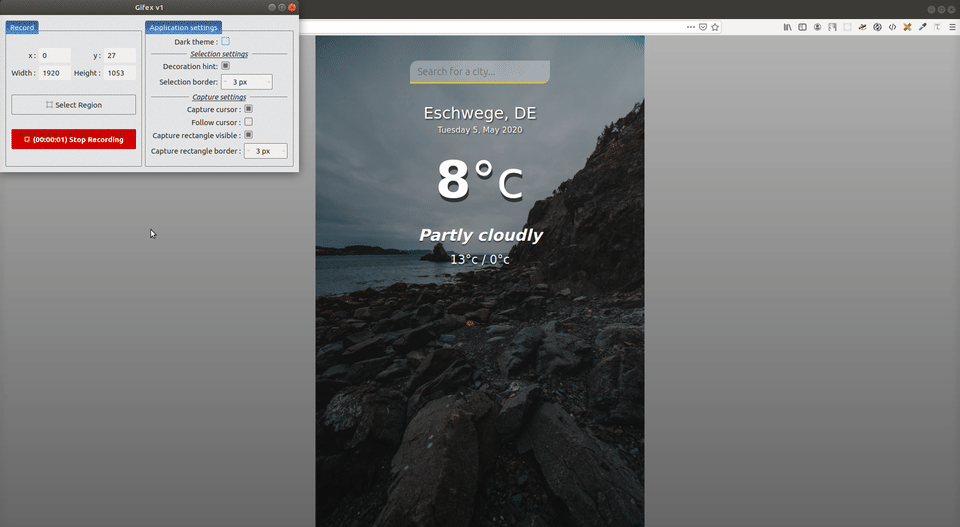 Gifex v1
Record
x : 0 y : 27
Width : 1920 Height : 1053
Select Region
(00:00:01) Stop Recording
Application settings
Dark theme :
Selection settings
Decoration hint:
Selection border: - 3 px -
Capture settings
Capture cursor :
Follow cursor :
Capture rectangle visible :
Capture rectangle border : - 3 px -
Search for a city...
Eschwege, DE
Tuesday 5, May 2020
8°c
Partly cloudly
13°c / 0°c